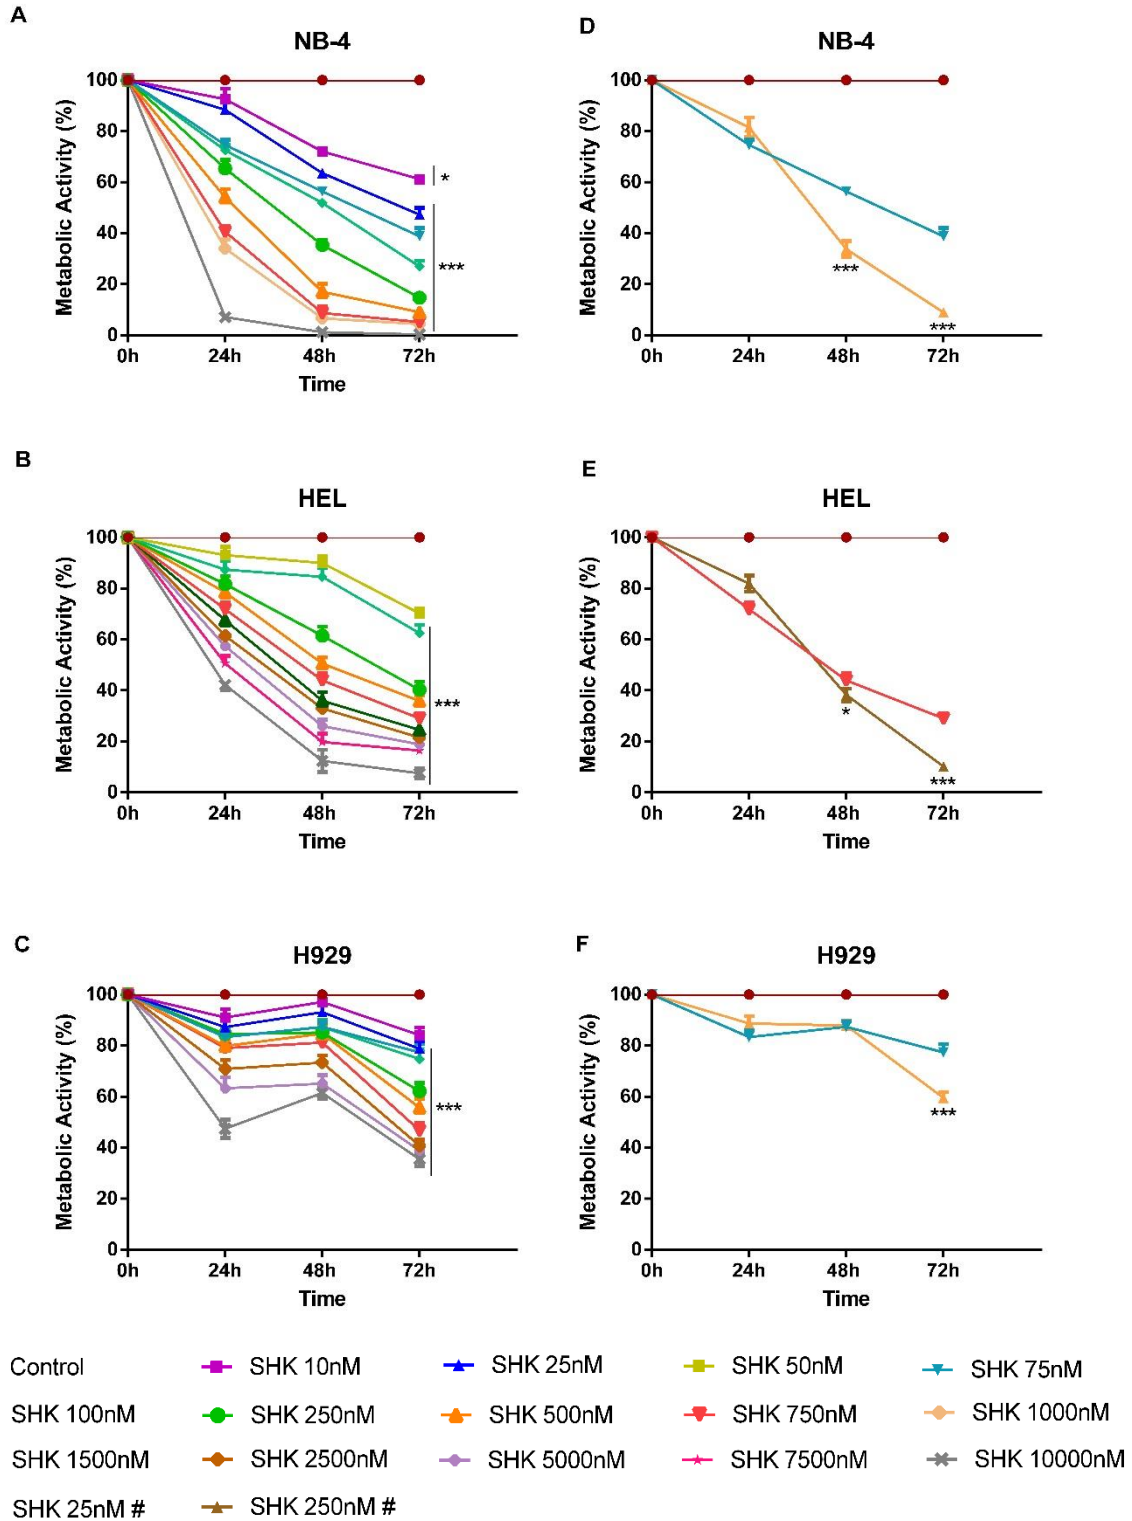 A
NB-4
Metabolic Activity (%)
100
80
60
40
20
0
*
***
0h 24h 48h 72h
Time
D
NB-4
Metabolic Activity (%)
100
80
60
40
20
0
***
***
0h 24h 48h 72h
Time
B
HEL
Metabolic Activity (%)
100
80
60
40
20
0
***
0h 24h 48h 72h
Time
E
HEL
Metabolic Activity (%)
100
80
60
40
20
0
*
***
0h 24h 48h 72h
Time
C
H929
Metabolic Activity (%)
100
80
60
40
20
0
***
0h 24h 48h 72h
Time
F
H929
Metabolic Activity (%)
100
80
60
40
20
0
***
0h 24h 48h 72h
Time
Control SHK 10nM SHK 25nM SHK 50nM SHK 75nM
SHK 100nM SHK 250nM SHK 500nM SHK 750nM SHK 1000nM
SHK 1500nM SHK 2500nM SHK 5000nM SHK 7500nM SHK 10000nM
SHK 25nM # SHK 250nM #